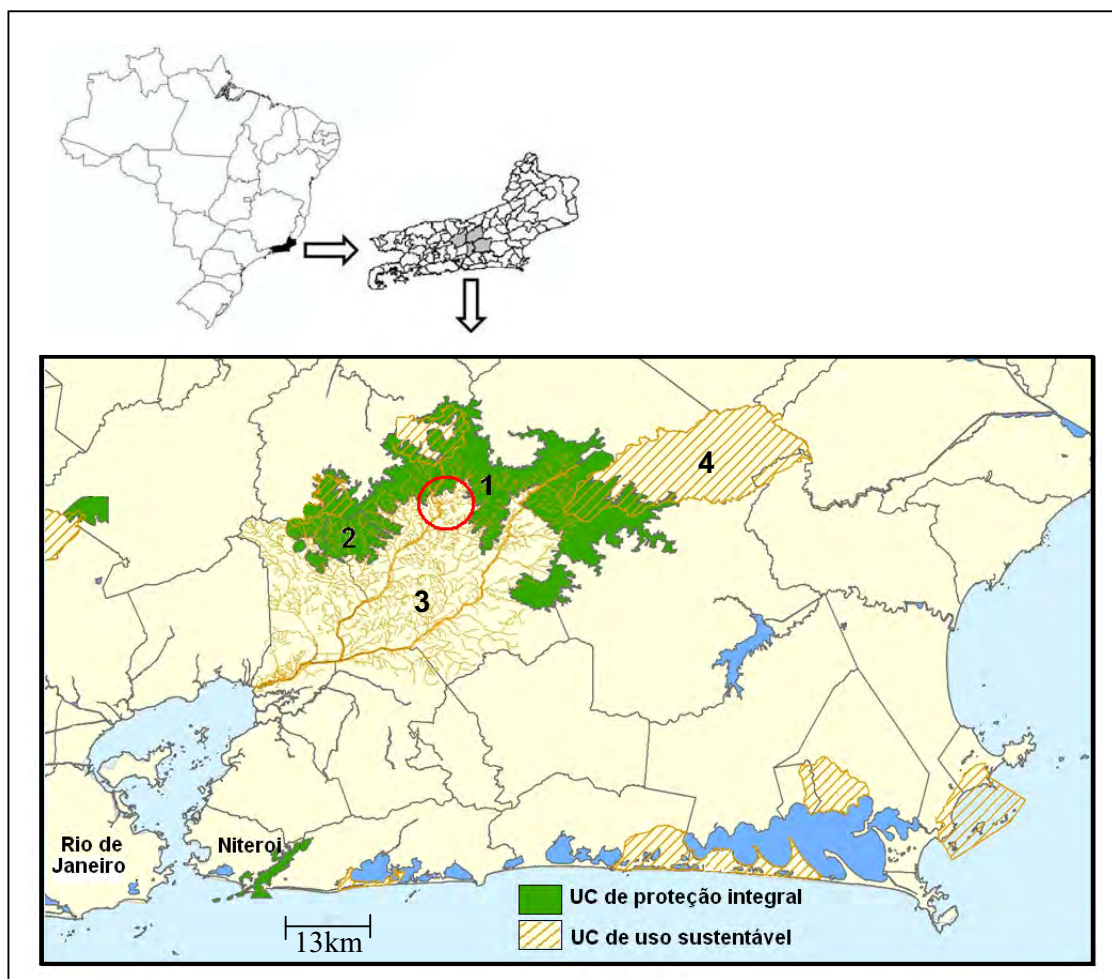 1
4
2
3
Rio de
Janeiro
Niteroi
UC de proteção integral
UC de uso sustentável
13km